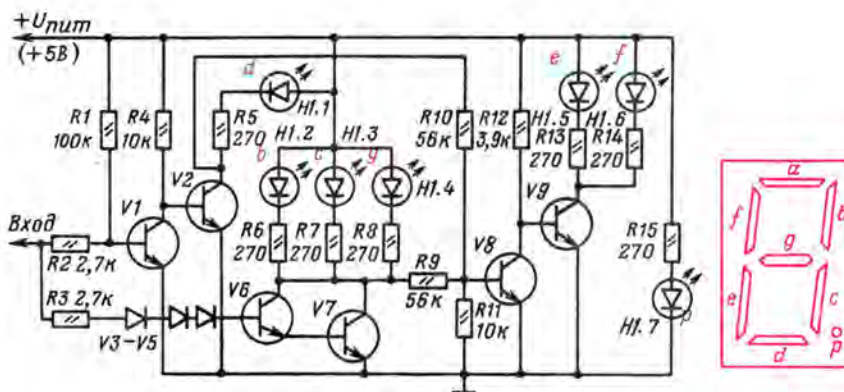 +Uпит
(+5В)
d
e
f
R1
100к
R4
10к
R5
270
H1.1
R10
56к
R12
3,9к
H1.5
H1.6
R13
270
R14
270
V2
H1.2
H1.3
b
c
g
H1.4
V9
Вход
V1
R2 2,7к
R6
270
R7
270
R8
270
R9
56к
V8
R15
270
R3 2,7к
V3-V5
V6
V7
R11
10к
H1.7
p
a
f
b
g
e
c
d
p